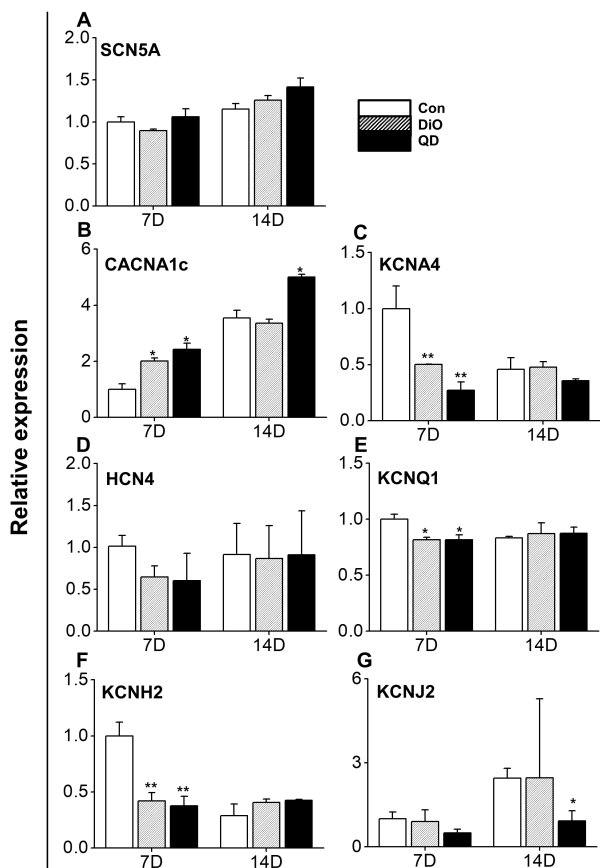 A
SCN5A
2.0
1.5
1.0
0.5
0.0
7D 14D
Con
DiO
QD
B
CACNA1c
6
4
2
0
* * *
7D 14D
C
KCNA4
1.5
1.0
0.5
0.0
** **
7D 14D
D
HCN4
2.0
1.5
1.0
0.5
0.0
7D 14D
E
KCNQ1
1.5
1.0
0.5
0.0
* *
7D 14D
F
KCNH2
1.5
1.0
0.5
0.0
** **
7D 14D
G
KCNJ2
6
4
2
0
*
7D 14D
Relative expression